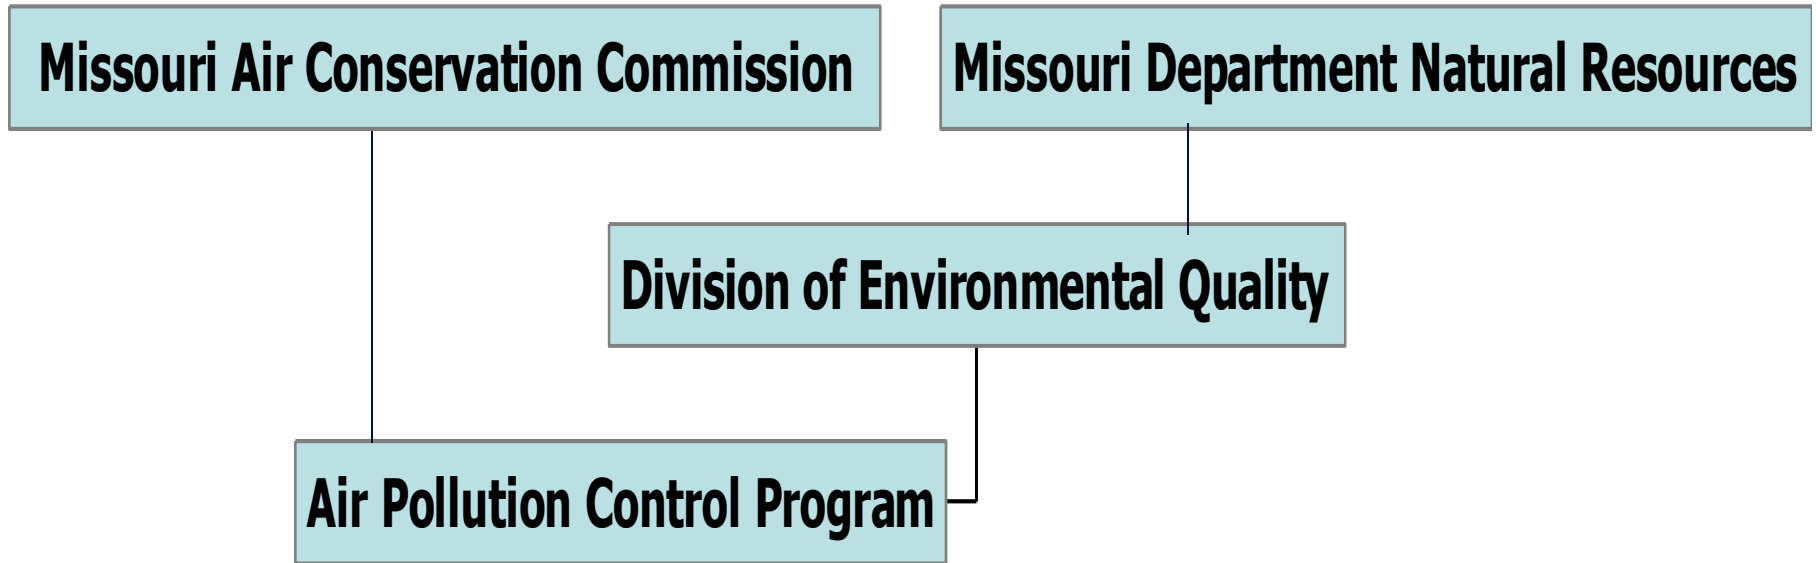 Missouri Air Conservation Commission
Missouri Department Natural Resources
Division of Environmental Quality
Air Pollution Control Program